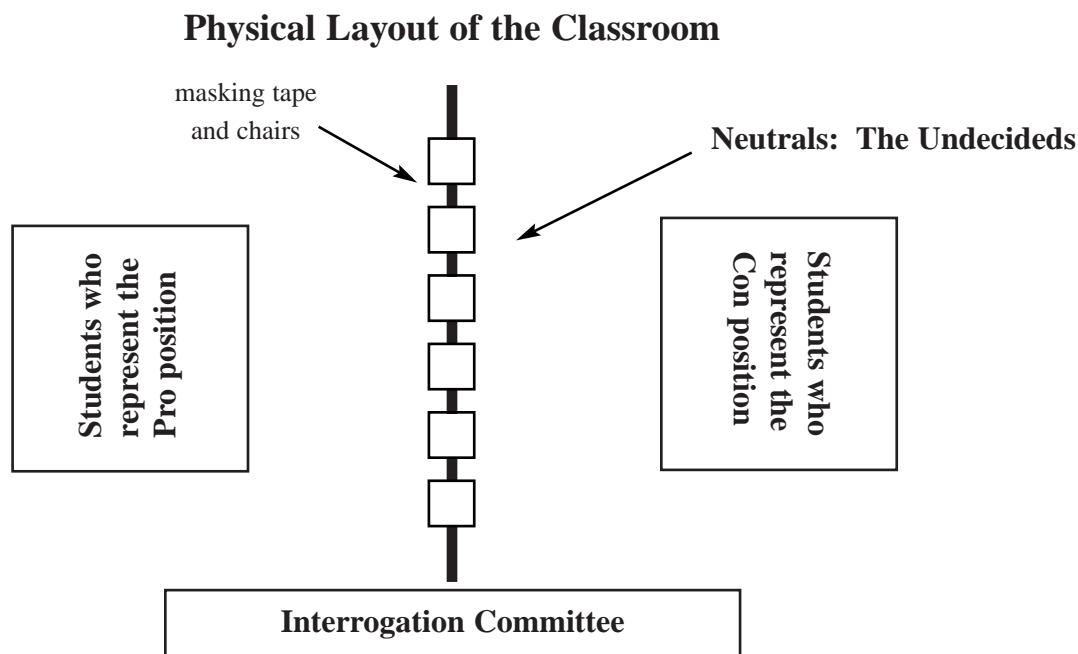 Physical Layout of the Classroom
masking tape
and chairs
Neutrals:  The Undecideds
Students who
represent the
Pro position
Students who
represent the
Con position
Interrogation Committee